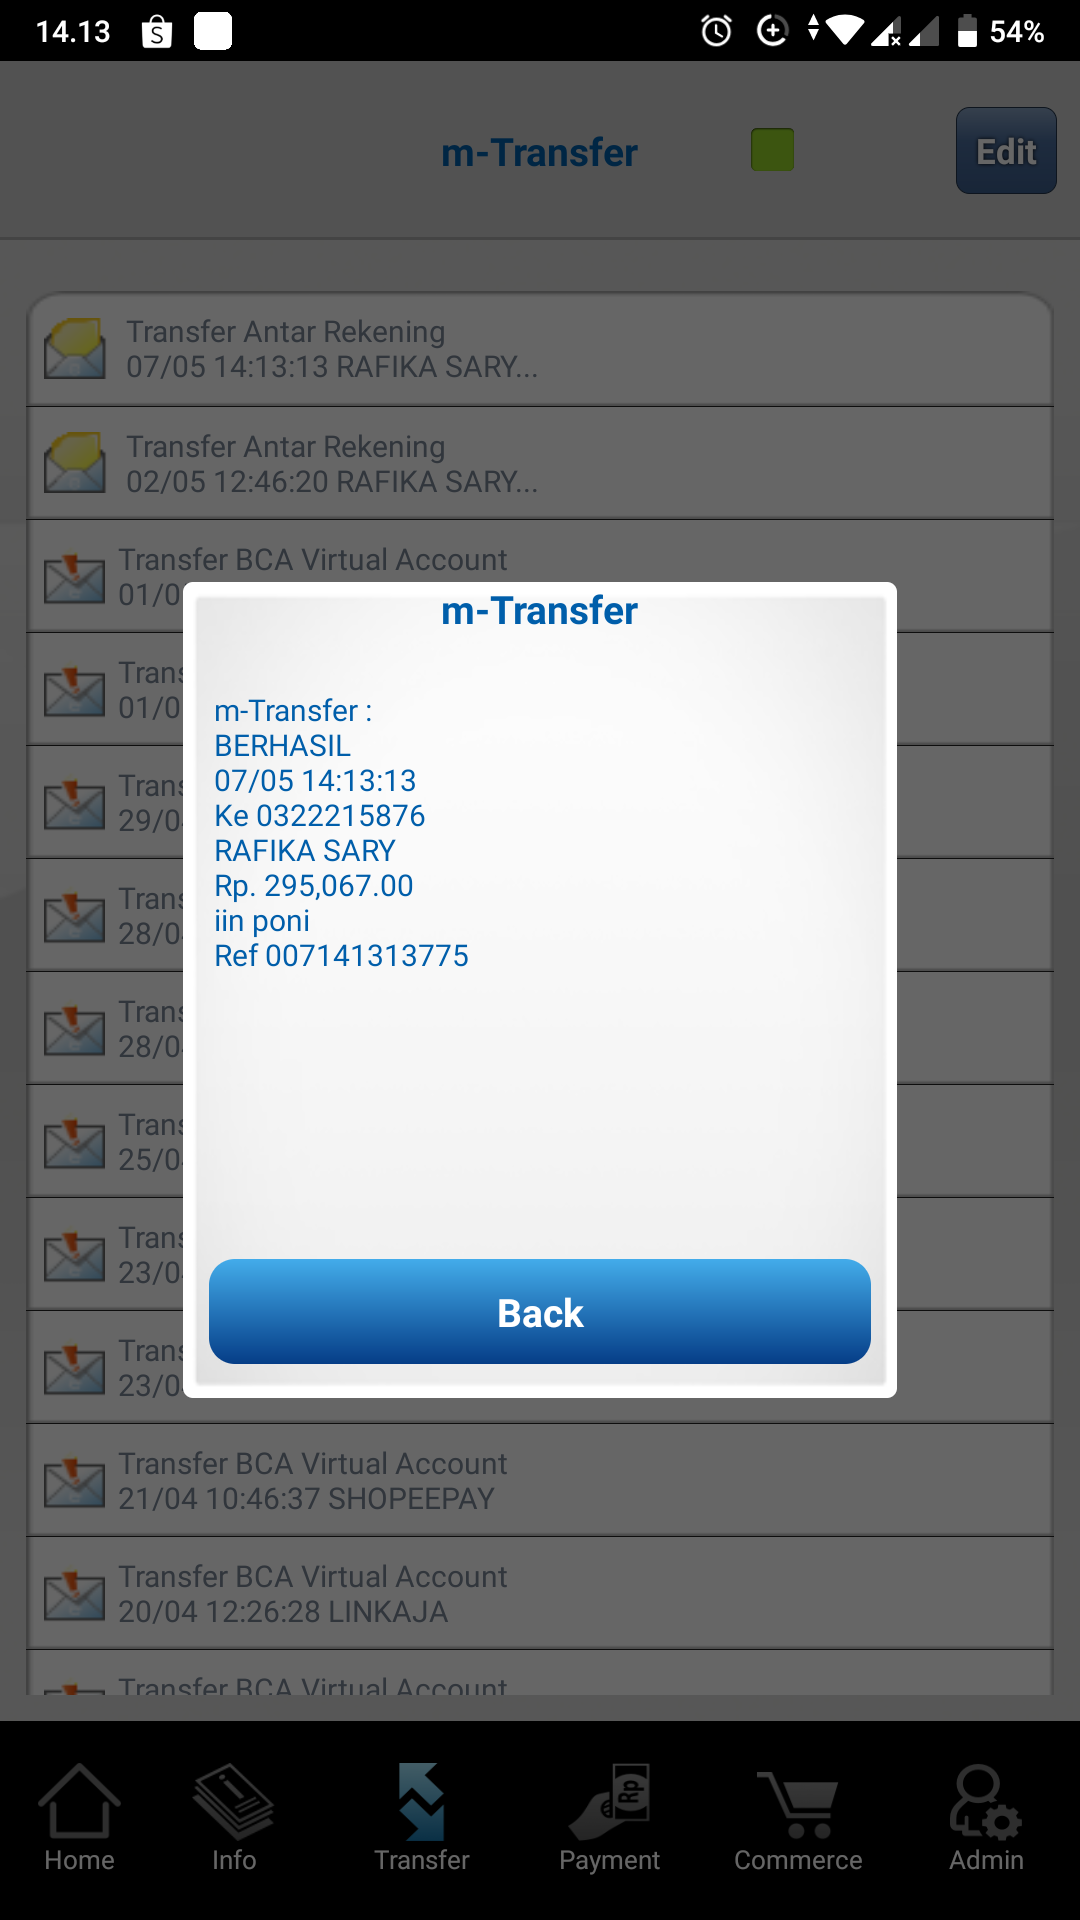 14.13
54%
m-Transfer
Edit
Transfer Antar Rekening
07/05 14:13:13 RAFIKA SARY...
Transfer Antar Rekening
02/05 12:46:20 RAFIKA SARY...
Transfer BCA Virtual Account
01/0
Trans
01/0
Trans
29/0
Trans
28/0
Trans
28/0
Trans
25/0
Trans
23/0
Trans
23/0
m-Transfer
m-Transfer :
BERHASIL
07/05 14:13:13
Ke 0322215876
RAFIKA SARY
Rp. 295,067.00
iin poni
Ref 007141313775
Back
Transfer BCA Virtual Account
21/04 10:46:37 SHOPEEPAY
Transfer BCA Virtual Account
20/04 12:26:28 LINKAJA
Transfer BCA Virtual Account
Rp
Home
Info
Transfer
Payment
Commerce
Admin